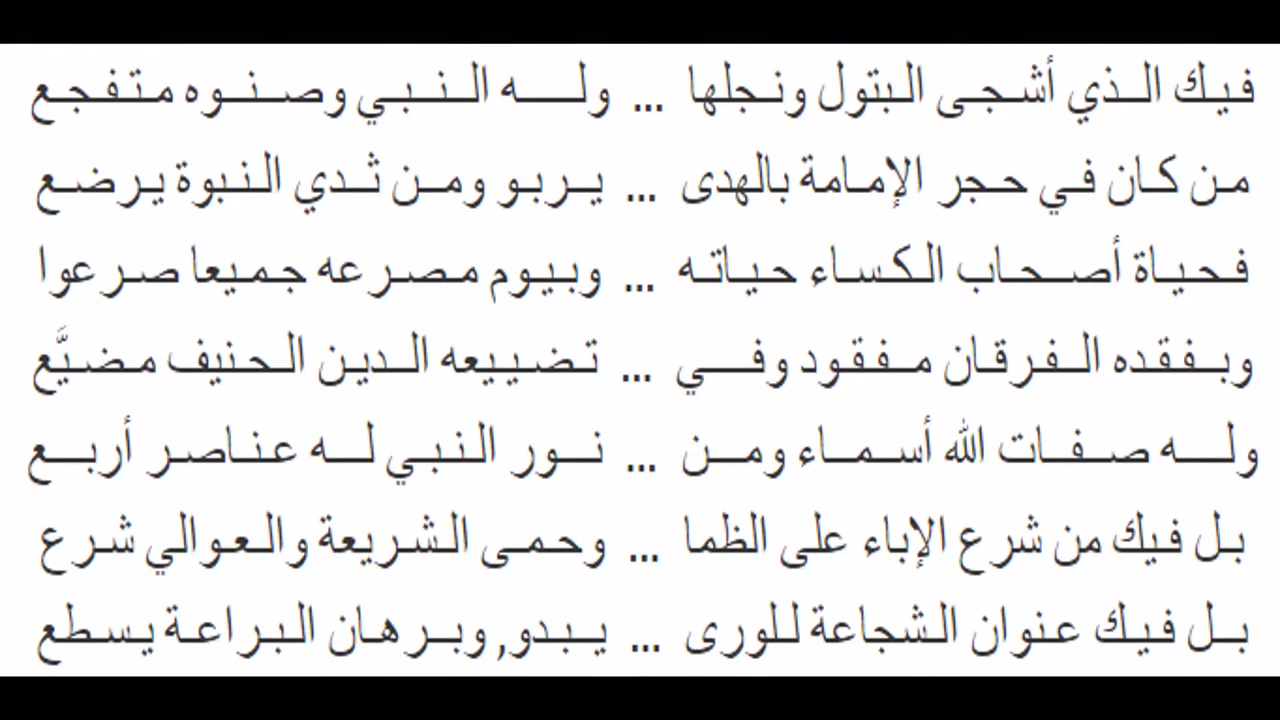 فيك الذي أشجى البتول ونجلها ... وله النبي وصنوه متفجع
من كان في حجر الإمامة بالهدى ... يربو ومن ثدي النبوة يرضع
فحياة أصحاب الكساء حياته ... وبيوم مصرعه جميعا صرعوا
وبفقده الفرقان مفقود وفي ... تضييعه الدين الحنيف مضيَّع
وله صفات الله أسماء ومن ... نور النبي له عناصر أربع
بل فيك من شرع الإباء على الظما ... وحمى الشريعة والعوالي شرع
بل فيك عنوان الشجاعة للورى ... يبدو, وبرهان البراعة يسطع